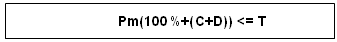 Pm(100 %+(C+D)) <= T